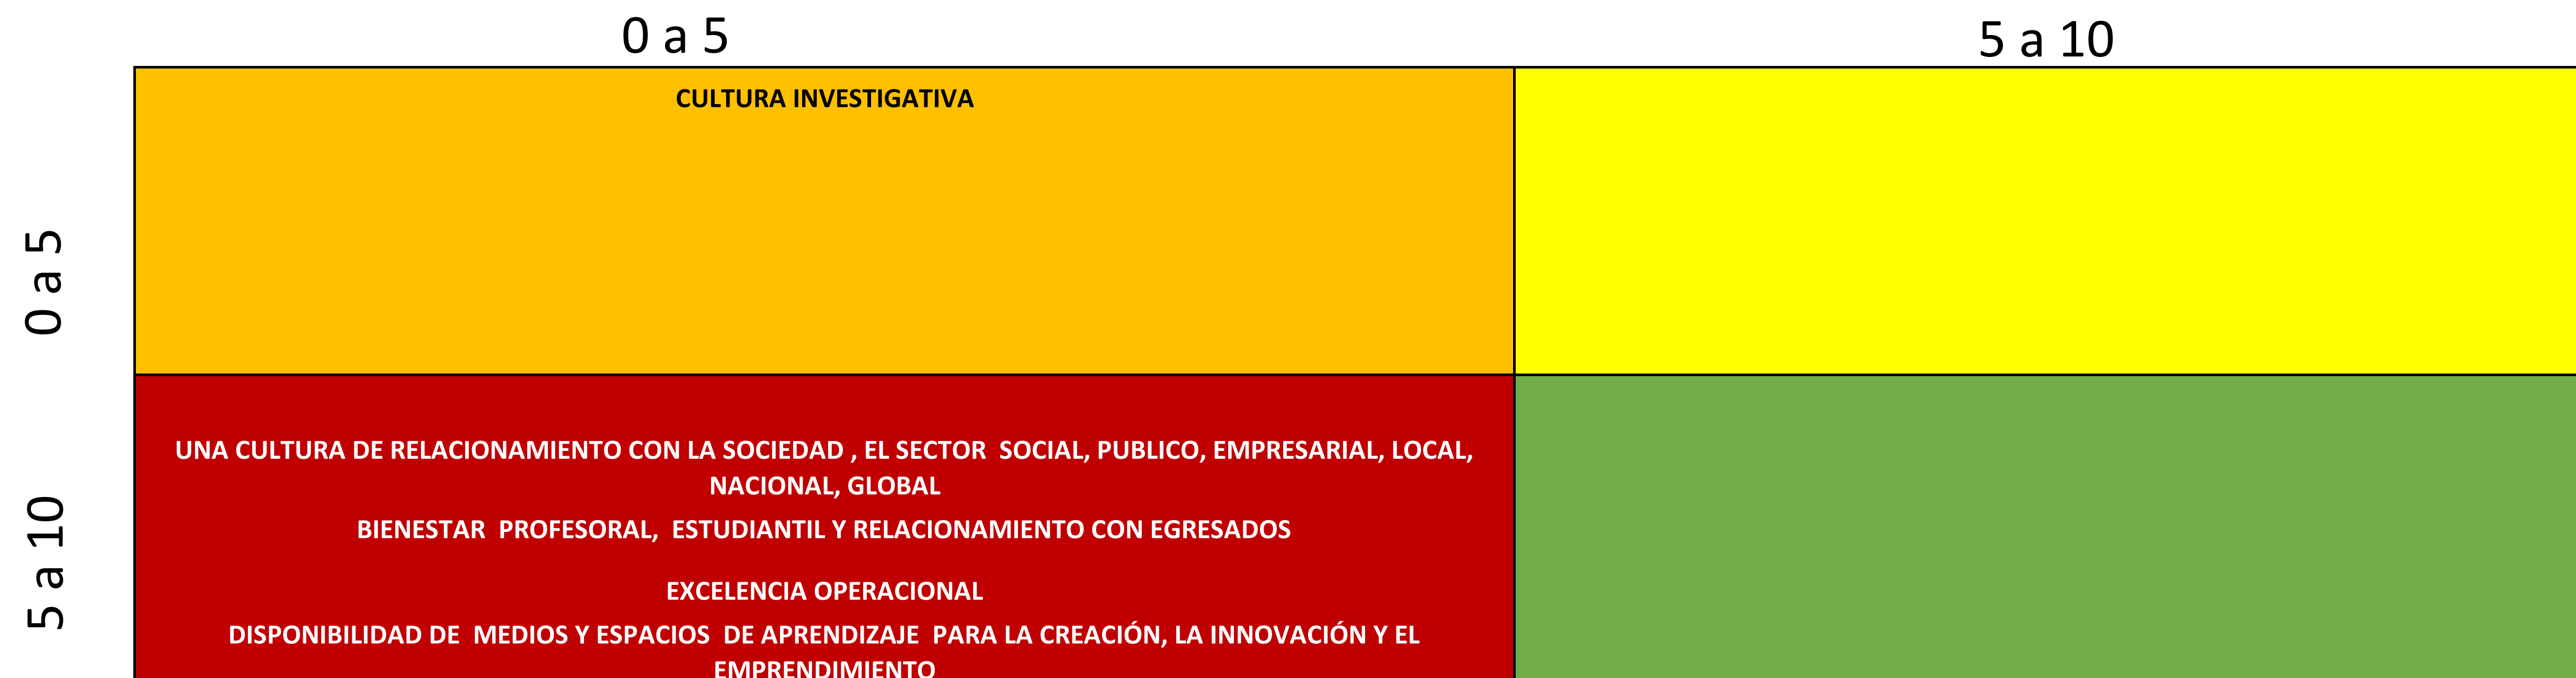 0 a 5
5 a 10
CULTURA INVESTIGATIVA
0 a 5
UNA CULTURA DE RELACIONAMIENTO CON LA SOCIEDAD , EL SECTOR  SOCIAL, PUBLICO, EMPRESARIAL, LOCAL,
NACIONAL, GLOBAL
BIENESTAR  PROFESORAL,  ESTUDIANTIL Y RELACIONAMIENTO CON EGRESADOS
5 a 10
EXCELENCIA OPERACIONAL
DISPONIBILIDAD DE  MEDIOS Y ESPACIOS  DE APRENDIZAJE  PARA LA CREACIÓN, LA INNOVACIÓN Y EL
EMPRENDIMIENTO